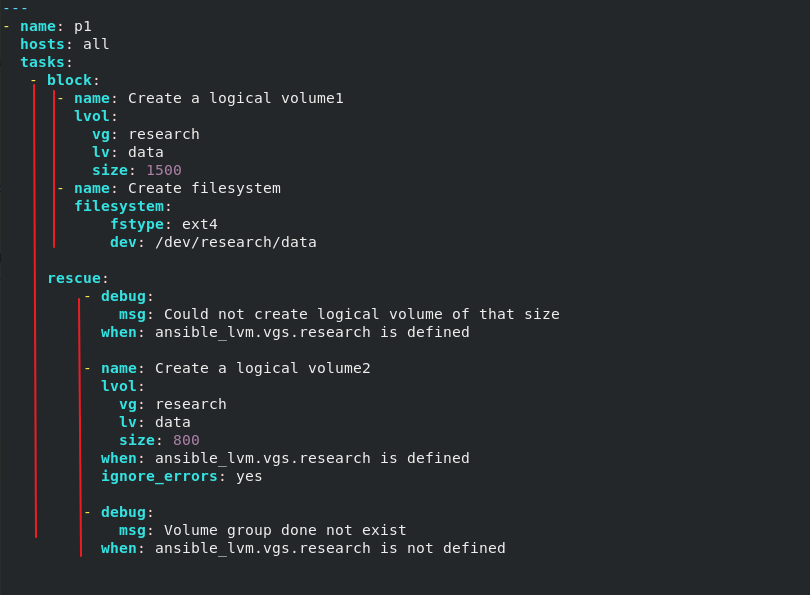 ---
- name: p1
  hosts: all
  tasks:
   - block:
      - name: Create a logical volume1
        lvol:
          vg: research
          lv: data
          size: 1500
      - name: Create filesystem
        filesystem:
            fstype: ext4
            dev: /dev/research/data

     rescue:
         - debug:
             msg: Could not create logical volume of that size
           when: ansible_lvm.vgs.research is defined

         - name: Create a logical volume2
           lvol:
             vg: research
             lv: data
             size: 800
           when: ansible_lvm.vgs.research is defined
           ignore_errors: yes

         - debug:
             msg: Volume group done not exist
           when: ansible_lvm.vgs.research is not defined